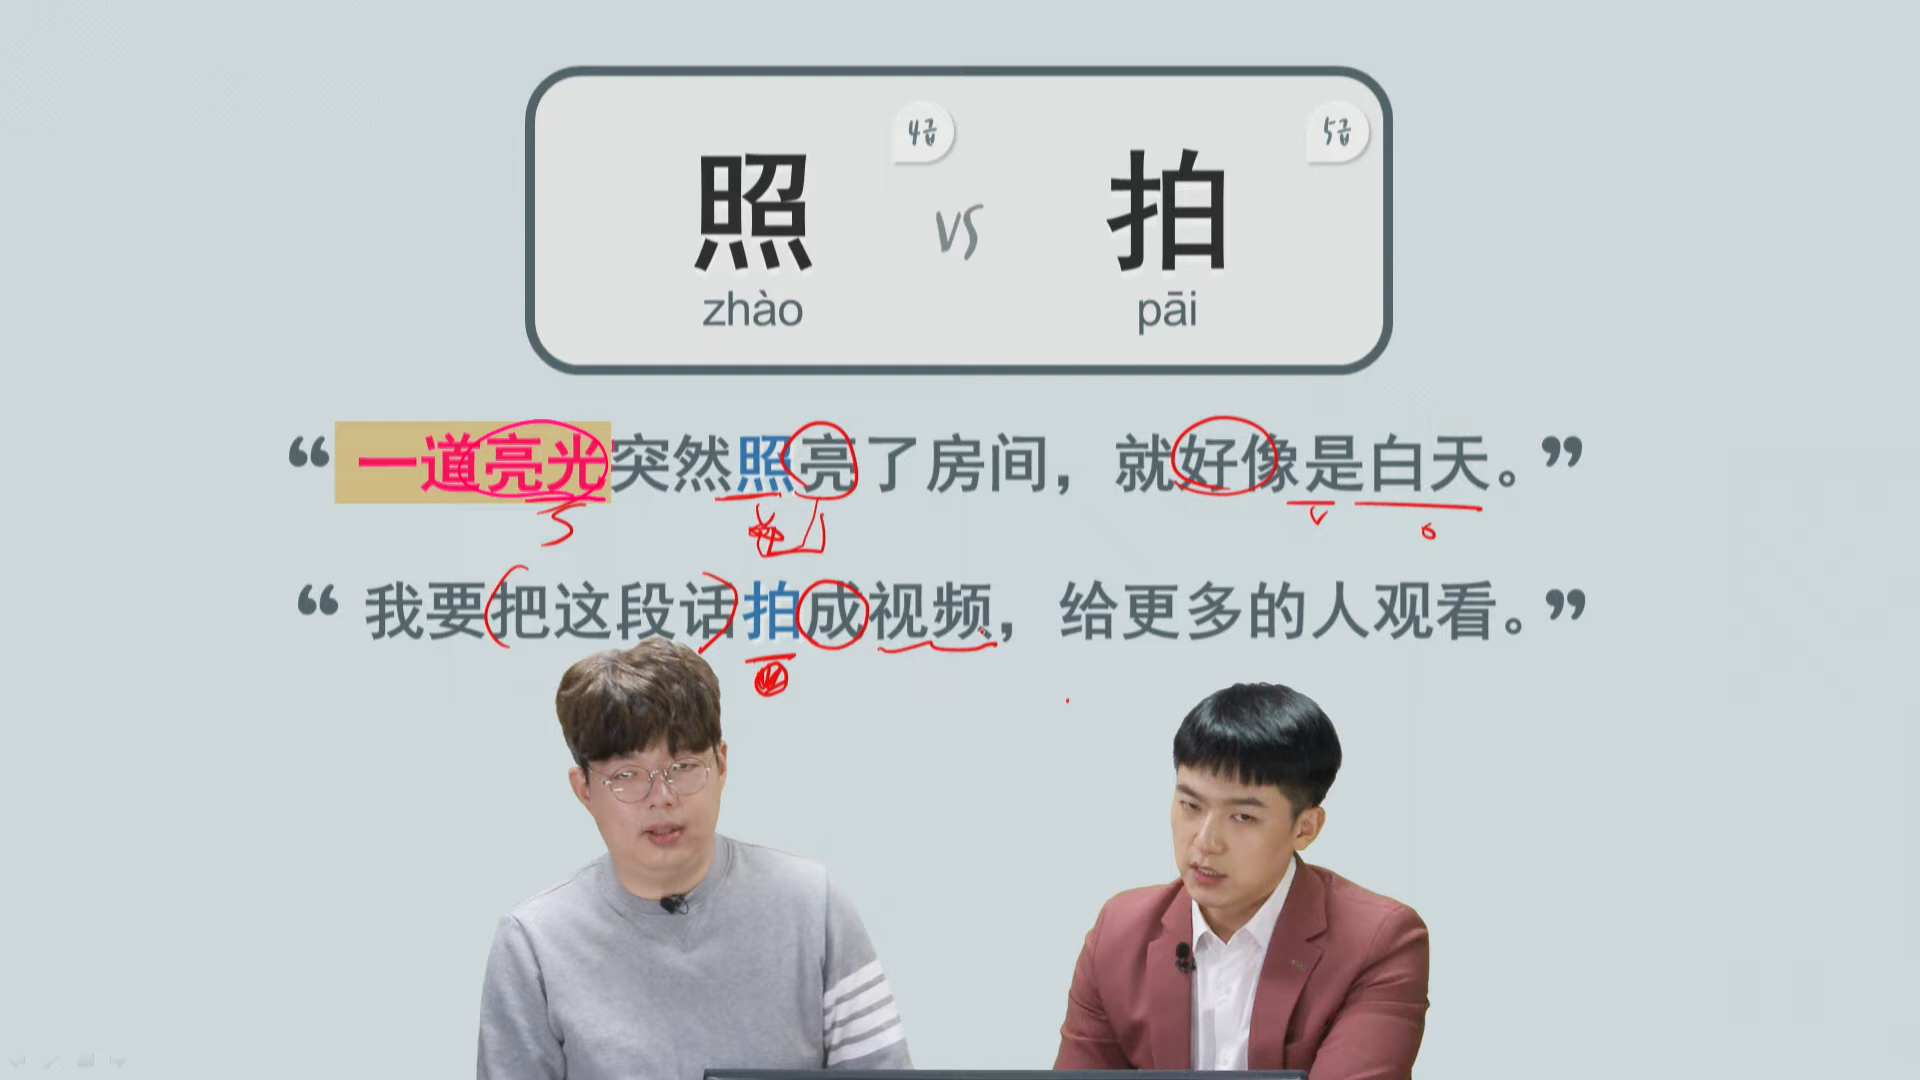 4급
5급
照 vs 拍
zhào pāi
“一道亮光突然照亮了房间，就好像是白天。”
“我要把这段话拍成视频，给更多的人观看。”